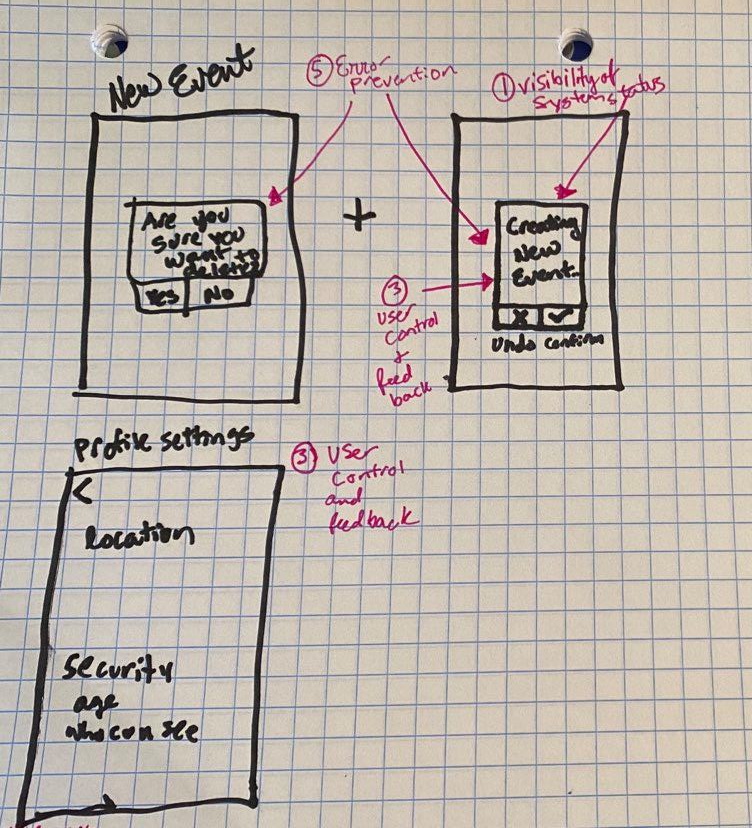 New Event
⑤ Error
prevention
① visibility of
system status
Are you
sure you
want to
delete?
Yes No
+
Creating
New
Event...
X ✓
Undo confirm
③
User
Control
+
feed
back
Profile settings
<
Location
Security
age
who can see
③ User
Control
and
feedback